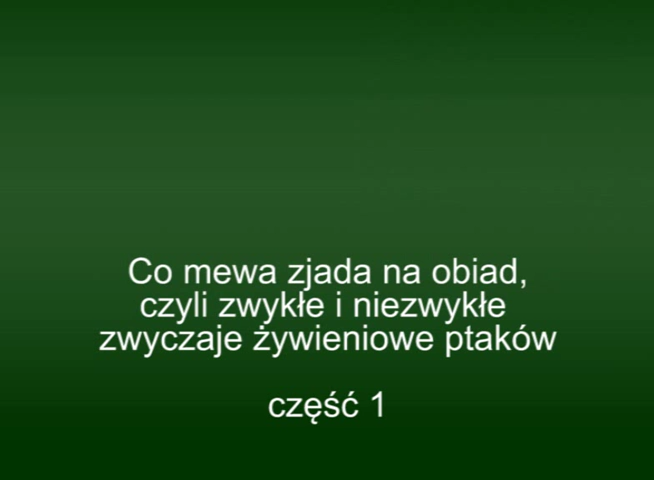 Co mewa zjada na obiad,
czyli zwykłe i niezwykłe
zwyczaje żywieniowe ptaków
część 1